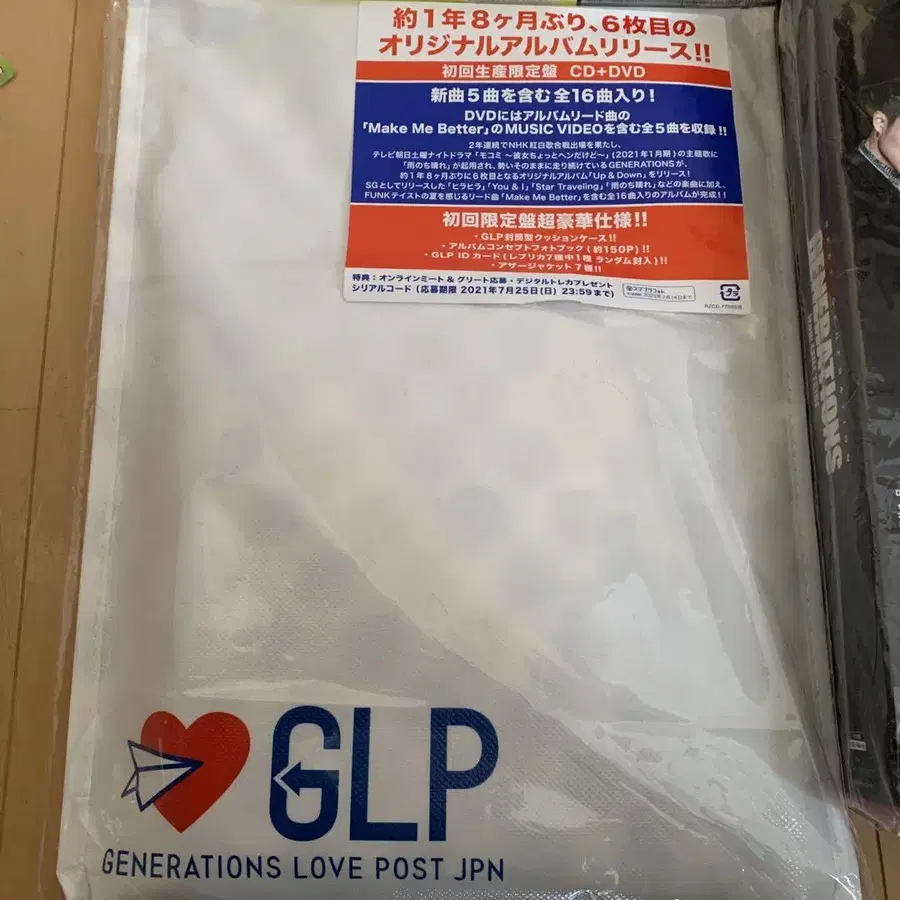 約1年8ヶ月ぶり、6枚目の
オリジナルアルバムリリース!!
初回生産限定盤 CD+DVD
新曲5曲を含む全16曲入り!
DVDにはアルバムリード曲の
「Make Me Better」のMUSIC VIDEOを含む全5曲を収録!!
2年連続でNHK紅白歌合戦出場を果たし、
テレビ朝日土曜ナイトドラマ「モコミ～彼女ちょっとヘンだけど～」(2021年1月期)の主題歌に
「雨のち晴れ」が起用され、勢いそのままに走り続けているGENERATIONSが、
約1年8ヶ月ぶりに6枚目となるオリジナルアルバム「Up & Down」をリリース!
SGとしてリリースした「ヒラヒラ」「You & I」「Star Traveling」「雨のち晴れ」などの楽曲に加え、
FUNKテイストの夏を感じるリード曲「Make Me Better」を含む全16曲入りのアルバムが完成!!
初回限定盤超豪華仕様!!
・GLP封筒型クッションケース!!
・アルバムコンセプトフォトブック(約150P)!!
・GLP IDカード(レプリカ7種中1種 ランダム封入)!!
・アザージャケット7種!!
特典:オンラインミート&グリート応募・デジタルトレカプレゼント
シリアルコード(応募期限 2021年7月25日(日)23:59まで)
スマプラフォト
プラ
GLP
GENERATIONS LOVE POST JPN
GENERATIONS